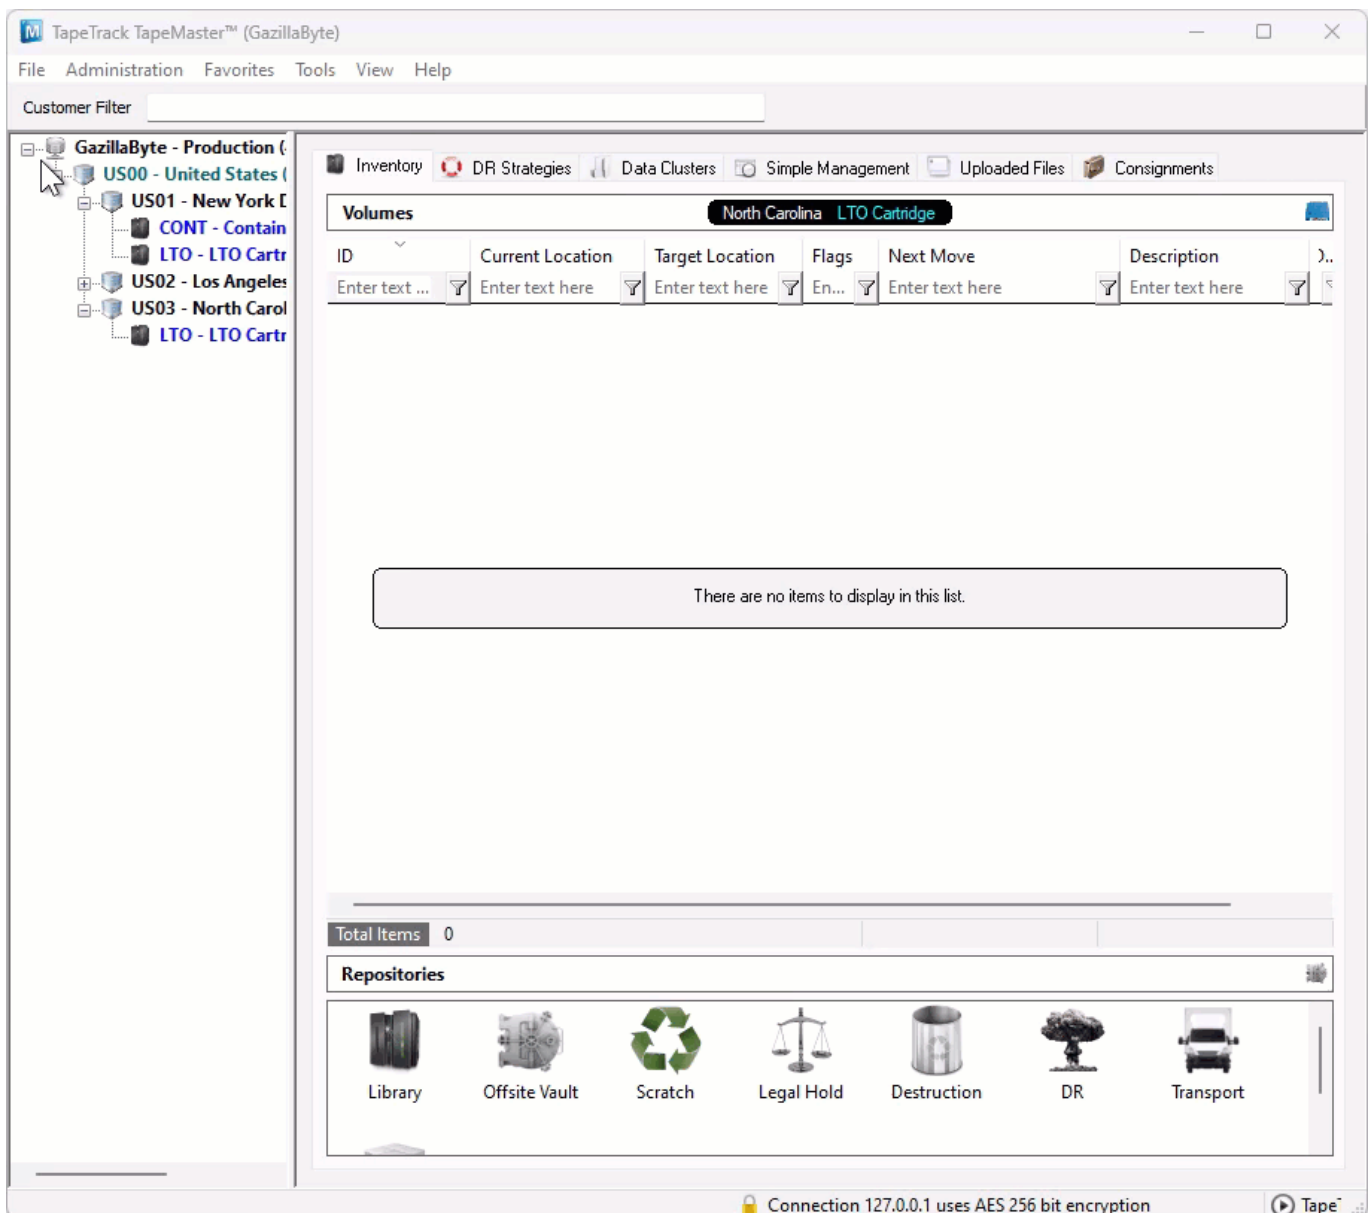 TapeTrack TapeMaster™ (GazillaByte)
File Administration Favorites Tools View Help
Customer Filter
GazillaByte - Production (
US00 - United States (
US01 - New York D
CONT - Contain
LTO - LTO Cartr
US02 - Los Angeles
US03 - North Carol
LTO - LTO Cartr
Inventory DR Strategies Data Clusters Simple Management Uploaded Files Consignments
Volumes North Carolina LTO Cartridge
ID Current Location Target Location Flags Next Move Description ...
Enter text ... Enter text here Enter text here En... Enter text here Enter text here
There are no items to display in this list.
Total Items 0
Repositories
Library Offsite Vault Scratch Legal Hold Destruction DR Transport
Connection 127.0.0.1 uses AES 256 bit encryption Tape